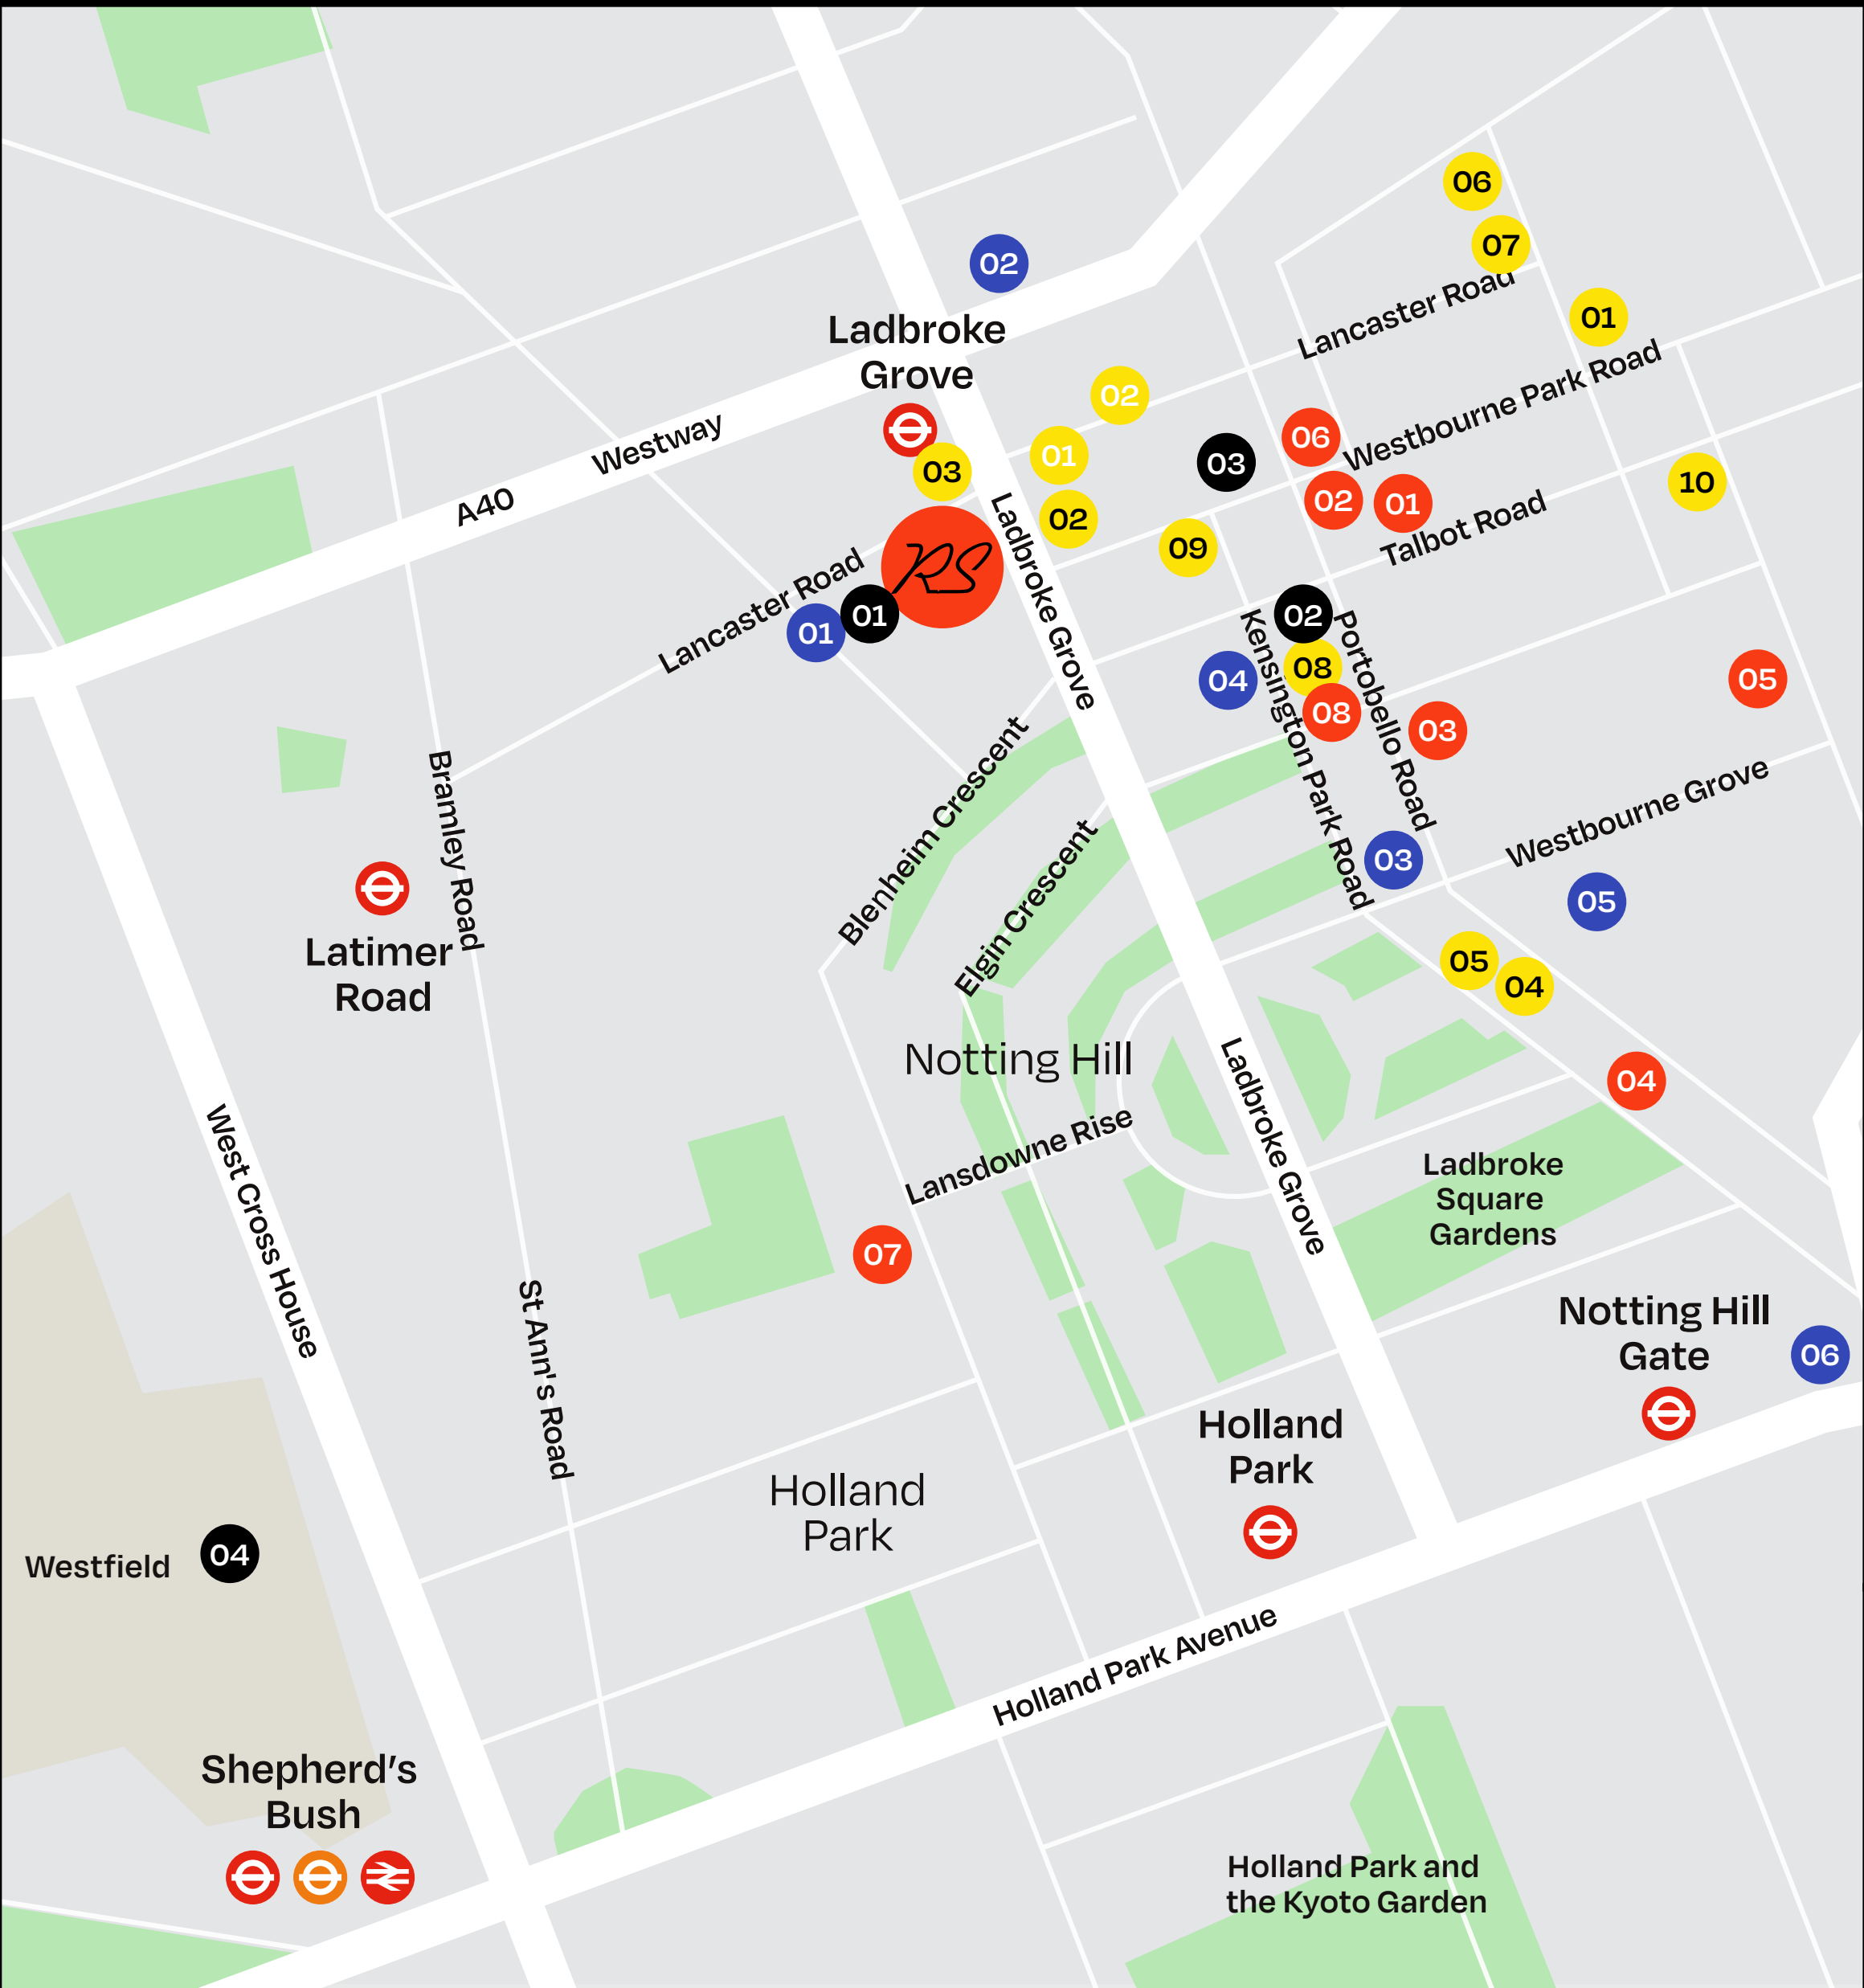 06
07
02
Lancaster Road
01
Ladbroke
Grove
Westbourne Park Road
02
Westway
06
01
03
03
10
A40
02
01
02
Talbot Road
09
RS
Ladbroke Grove
Lancaster Road
01
01
02
Kensington Park Road
Portobello Road
08
04
05
08
03
Blenheim Crescent
Westbourne Grove
Bramley Road
Elgin Crescent
03
05
Latimer
Road
05
04
Notting Hill
04
Ladbroke Grove
Lansdowne Rise
Ladbroke
Square
Gardens
West Cross House
07
St Ann's Road
Notting Hill
Gate
06
Holland
Park
Holland
Park
Westfield
04
Holland Park Avenue
Shepherd's
Bush
Holland Park and
the Kyoto Garden